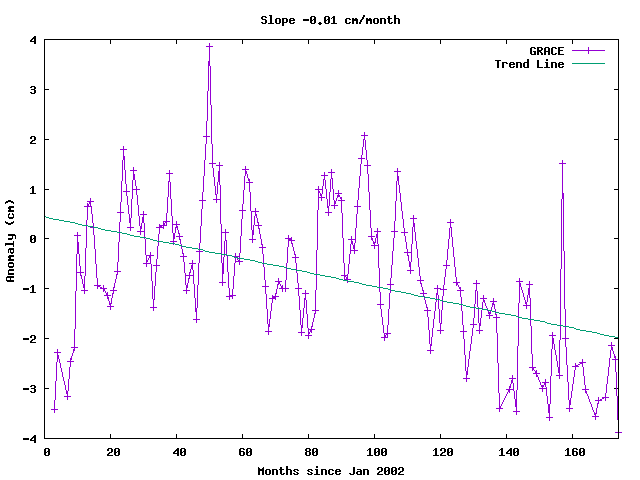 Slope -0.01 cm/month
GRACE
Trend Line
Anomaly (cm)
4
3
2
1
0
-1
-2
-3
-4
0 20 40 60 80 100 120 140 160
Months since Jan 2002